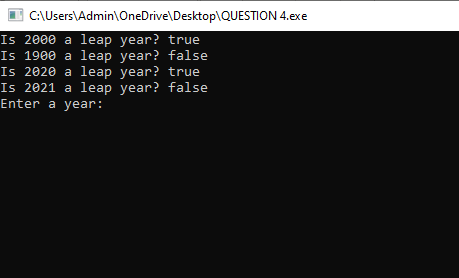 C:\Users\Admin\OneDrive\Desktop\QUESTION 4.exe
Is 2000 a leap year? true
Is 1900 a leap year? false
Is 2020 a leap year? true
Is 2021 a leap year? false
Enter a year: